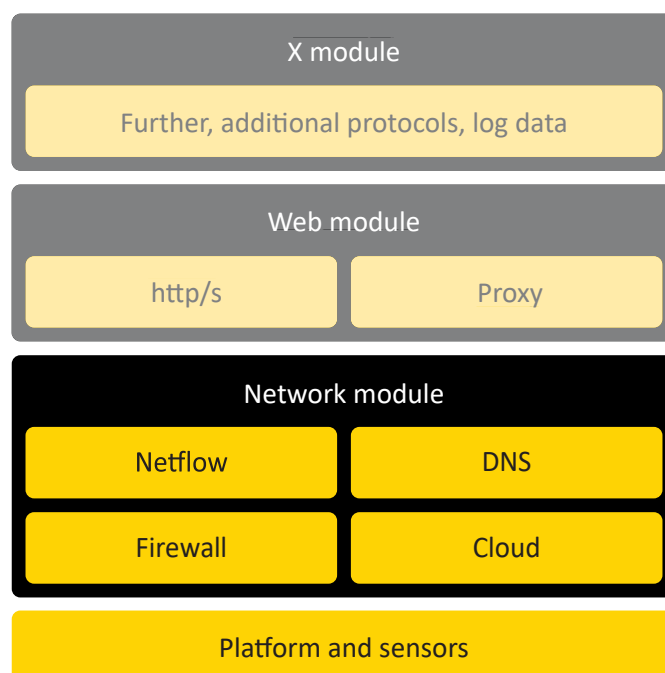 X module
Further, additional protocols, log data
Web module
http/s
Proxy
Network module
Netflow
DNS
Firewall
Cloud
Platform and sensors